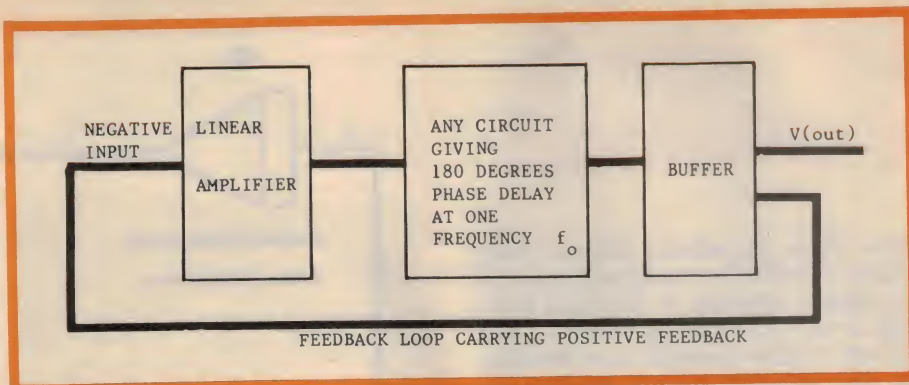 NEGATIVE
INPUT
LINEAR
AMPLIFIER
ANY CIRCUIT
GIVING
180 DEGREES
PHASE DELAY
AT ONE
FREQUENCY fo
BUFFER
V(out)
FEEDBACK LOOP CARRYING POSITIVE FEEDBACK